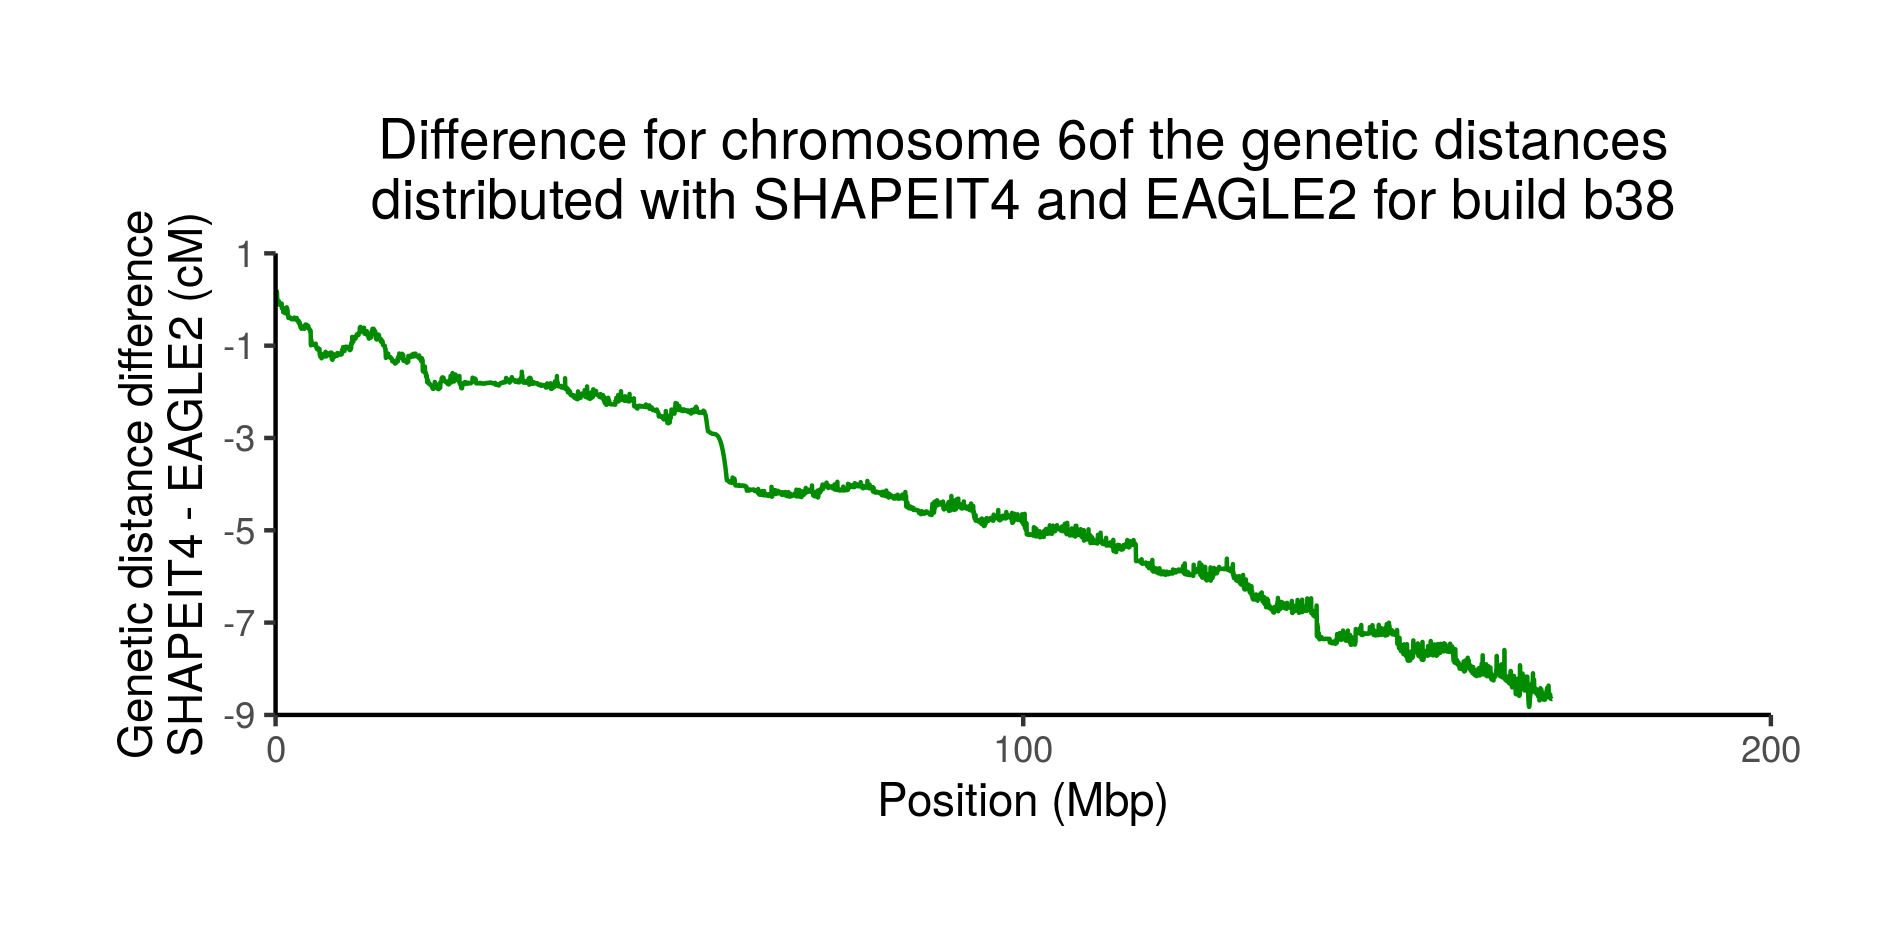 Difference for chromosome 6of the genetic distances
distributed with SHAPEIT4 and EAGLE2 for build b38
Genetic distance difference
SHAPEIT4 - EAGLE2 (cM)
1
-1
-3
-5
-7
-9
0
100
200
Position (Mbp)